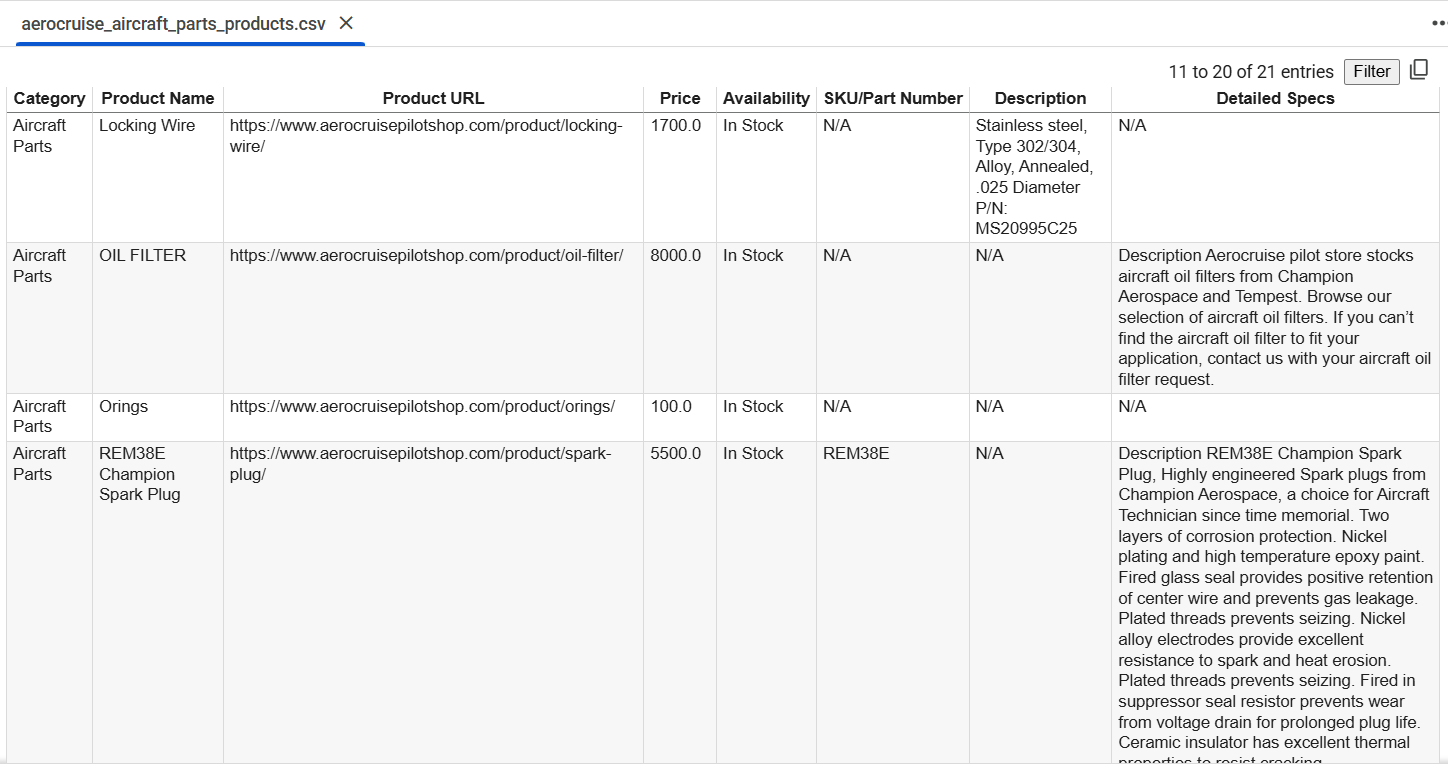 aerocruise_aircraft_parts_products.csv
11 to 20 of 21 entries Filter
Category Product Name Product URL Price Availability SKU/Part Number Description Detailed Specs
Aircraft Locking Wire https://www.aerocruisepilotshop.com/product/locking- 1700.0 In Stock N/A Stainless steel, N/A
Parts wire/ Type 302/304,
Alloy, Annealed,
.025 Diameter
P/N:
MS20995C25
Aircraft OIL FILTER https://www.aerocruisepilotshop.com/product/oil-filter/ 8000.0 In Stock N/A N/A Description Aerocruise pilot store stocks
Parts aircraft oil filters from Champion
Aerospace and Tempest. Browse our
selection of aircraft oil filters. If you can’t
find the aircraft oil filter to fit your
application, contact us with your aircraft oil
filter request.
Aircraft Orings https://www.aerocruisepilotshop.com/product/orings/ 100.0 In Stock N/A N/A N/A
Parts
Aircraft REM38E https://www.aerocruisepilotshop.com/product/spark- 5500.0 In Stock REM38E N/A Description REM38E Champion Spark
Parts Champion plug/ Plug, Highly engineered Spark plugs from
Spark Plug Champion Aerospace, a choice for Aircraft
Technician since time memorial. Two
layers of corrosion protection. Nickel
plating and high temperature epoxy paint.
Fired glass seal provides positive retention
of center wire and prevents gas leakage.
Plated threads prevents seizing. Nickel
alloy electrodes provide excellent
resistance to spark and heat erosion.
Plated threads prevents seizing. Fired in
suppressor seal resistor prevents wear
from voltage drain for prolonged plug life.
Ceramic insulator has excellent thermal
properties to resist cracking.